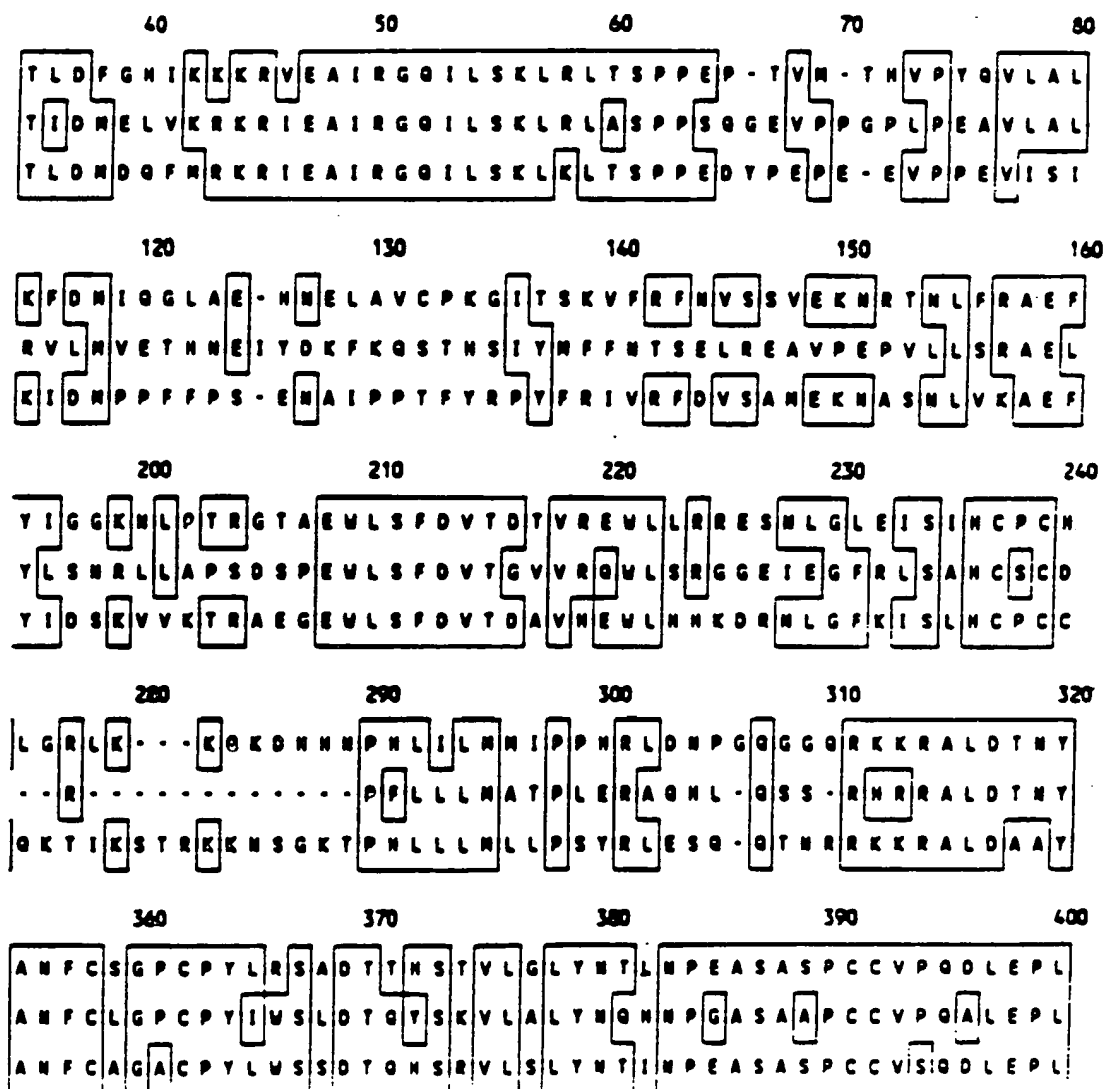 40 50 60 70 80
T L D F G H I K K K R V E A I R G Q I L S K L R L T S P P E P - T V M - T H V P Y Q V L A L
T I D M E L V K R K R I E A I R G Q I L S K L R L A S P P S Q G E V P P G P L P E A V L A L
T L D M D Q F M R K R I E A I R G Q I L S K L K L T S P P E D Y P E P E - E V P P E V I S I
120 130 140 150 160
K F D M I Q G L A E - H N E L A V C P K G I T S K V F R F N V S S V E K N R T N L F R A E F
R V L M V E T H N E I Y D K F K Q S T H S I Y M F F N T S E L R E A V P E P V L L S R A E L
K I D M P P F F P S - E N A I P P T F Y R P Y F R I V R F D V S A M E K N A S N L V K A E F
200 210 220 230 240
Y I G G K N L P T R G T A E W L S F D V T D T V R E W L L R R E S N L G L E I S I H C P C H
Y L S N R L L A P S D S P E W L S F D V T G V V R Q W L S R G G E I E G F R L S A H C S C D
Y I D S K V V K T R A E G E W L S F D V T D A V H E W L H H K D R N L G F K I S L H C P C C
280 290 300 310 320
L G R L K - - - K Q K D H H N P H L I L M M I P P H R L D N P G Q G G Q R K K R A L D T N Y
- - R - - - - - - - - - - - - P F L L L M A T P L E R A Q H L - Q S S - R H R R A L D T N Y
Q K T I K S T R K K N S G K T P H L L L M L L P S Y R L E S Q - Q T N R R K K R A L D A A Y
360 370 380 390 400
A N F C S G P C P Y L R S A D T T H S T V L G L Y N T L N P E A S A S P C C V P Q D L E P L
A N F C L G P C P Y I W S L D T Q Y S K V L A L Y N Q H N P G A S A A P C C V P Q A L E P L
A N F C A G A C P Y L W S S D T Q H S R V L S L Y N T I N P E A S A S P C C V S Q D L E P L